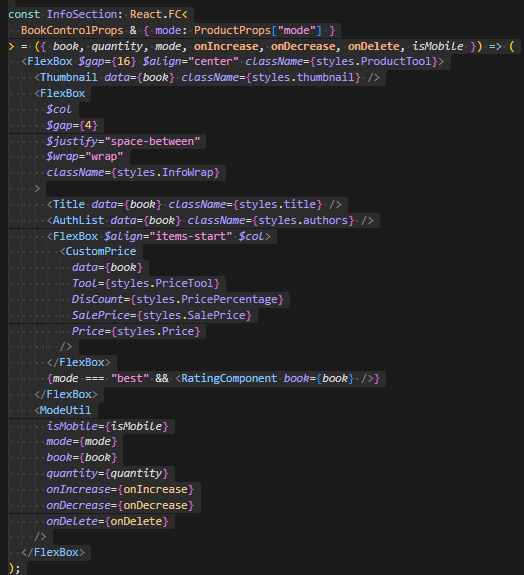 const InfoSection: React.FC<
  BookControlProps & { mode: ProductProps["mode"] }
> = ({ book, quantity, mode, onIncrease, onDecrease, onDelete, isMobile }) => (
  <FlexBox $gap={16} $align="center" className={styles.ProductTool}>
    <Thumbnail data={book} className={styles.thumbnail} />
    <FlexBox
      $col
      $gap={4}
      $justify="space-between"
      $wrap="wrap"
      className={styles.InfoWrap}
    >
      <Title data={book} className={styles.title} />
      <AuthList data={book} className={styles.authors} />
      <FlexBox $align="items-start" $col>
        <CustomPrice
          data={book}
          Tool={styles.PriceTool}
          DisCount={styles.PricePercentage}
          SalePrice={styles.SalePrice}
          Price={styles.Price}
        />
      </FlexBox>
      {mode === "best" && <RatingComponent book={book} />}
    </FlexBox>
    <ModeUtil
      isMobile={isMobile}
      mode={mode}
      book={book}
      quantity={quantity}
      onIncrease={onIncrease}
      onDecrease={onDecrease}
      onDelete={onDelete}
    />
  </FlexBox>
);